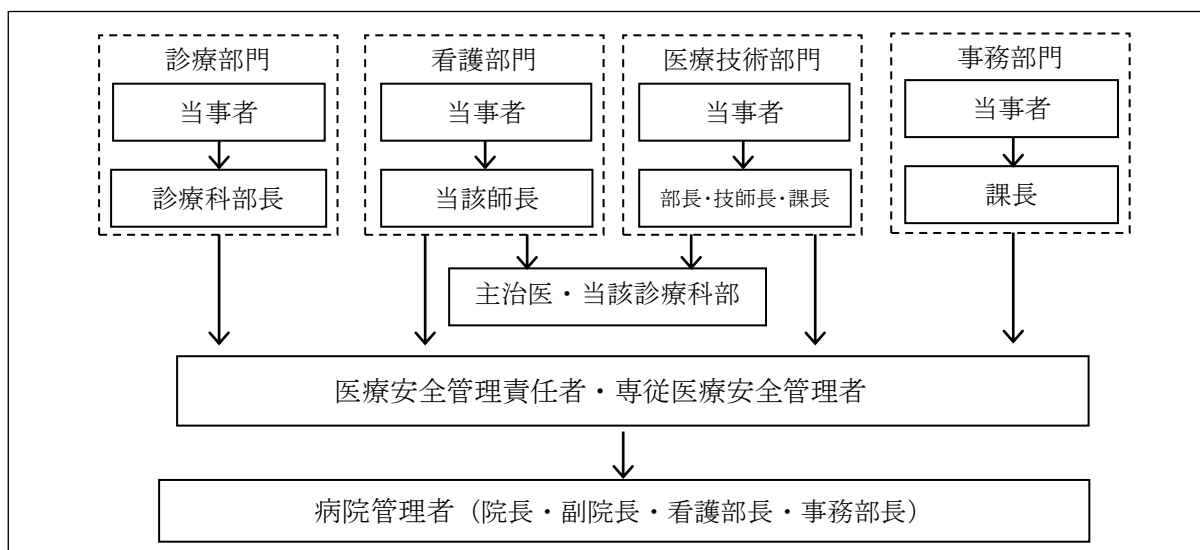 診療部門
当事者
診療科部長
看護部門
当事者
当該師長
医療技術部門
当事者
部長・技師長・課長
事務部門
当事者
課長
主治医・当該診療科部
医療安全管理責任者・専従医療安全管理者
病院管理者（院長・副院長・看護部長・事務部長）